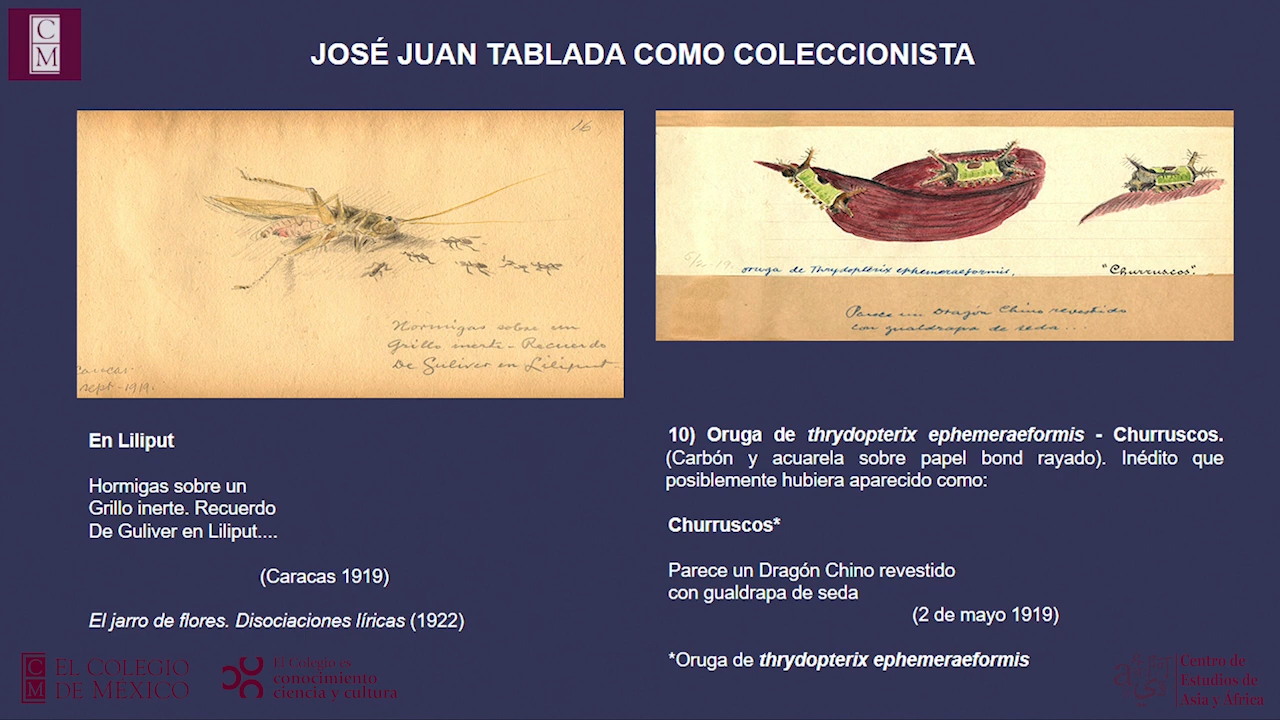 C
M
JOSÉ JUAN TABLADA COMO COLECCIONISTA
16
Hormigas sobre un
Grillo inerte - Recuerdo
De Guliver en Liliput-
Caracas-
sept-1919.
oruga de Thrydopterix ephemeraeformis,
"Churruscos".
Parece un Dragón Chino revestido
con gualdrapa de seda...
En Liliput
Hormigas sobre un
Grillo inerte. Recuerdo
De Guliver en Liliput....
(Caracas 1919)
El jarro de flores. Disociaciones líricas (1922)
10) Oruga de thrydopterix ephemeraeformis - Churruscos.
(Carbón y acuarela sobre papel bond rayado). Inédito que
posiblemente hubiera aparecido como:
Churruscos*
Parece un Dragón Chino revestido
con gualdrapa de seda
(2 de mayo 1919)
*Oruga de thrydopterix ephemeraeformis
C
M
EL COLEGIO
DE MÉXICO
El Colegio es
conocimiento
ciencia y cultura
Centro de
Estudios de
Asia y África